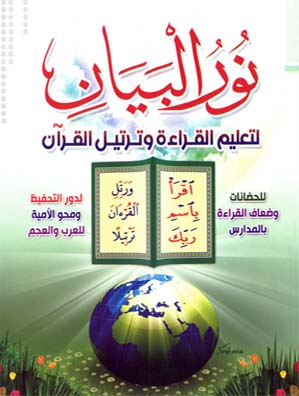 نُورُ الْبَيَانِ
لتعليم القراءة وترتيل القرآن
للحضانات
وضعاف القراءة
بالمدارس
اقْرَأْ
بِاسْمِ
رَبِّكَ
وَرَتِّلِ
الْقُرْءَانَ
تَرْتِيلًا
لدور التحفيظ
ومحو الأمية
للعرب والعجم